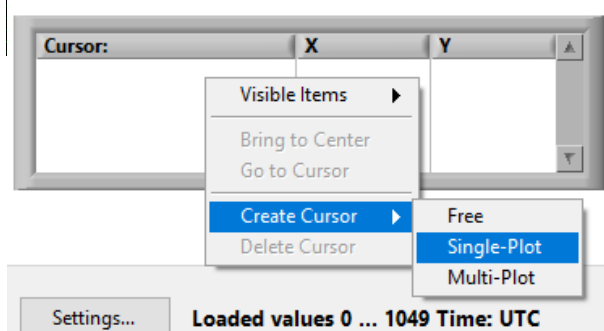 Cursor: X Y
Visible Items
Bring to Center
Go to Cursor
Create Cursor
Delete Cursor
Free
Single-Plot
Multi-Plot
Settings... Loaded values 0 ... 1049 Time: UTC